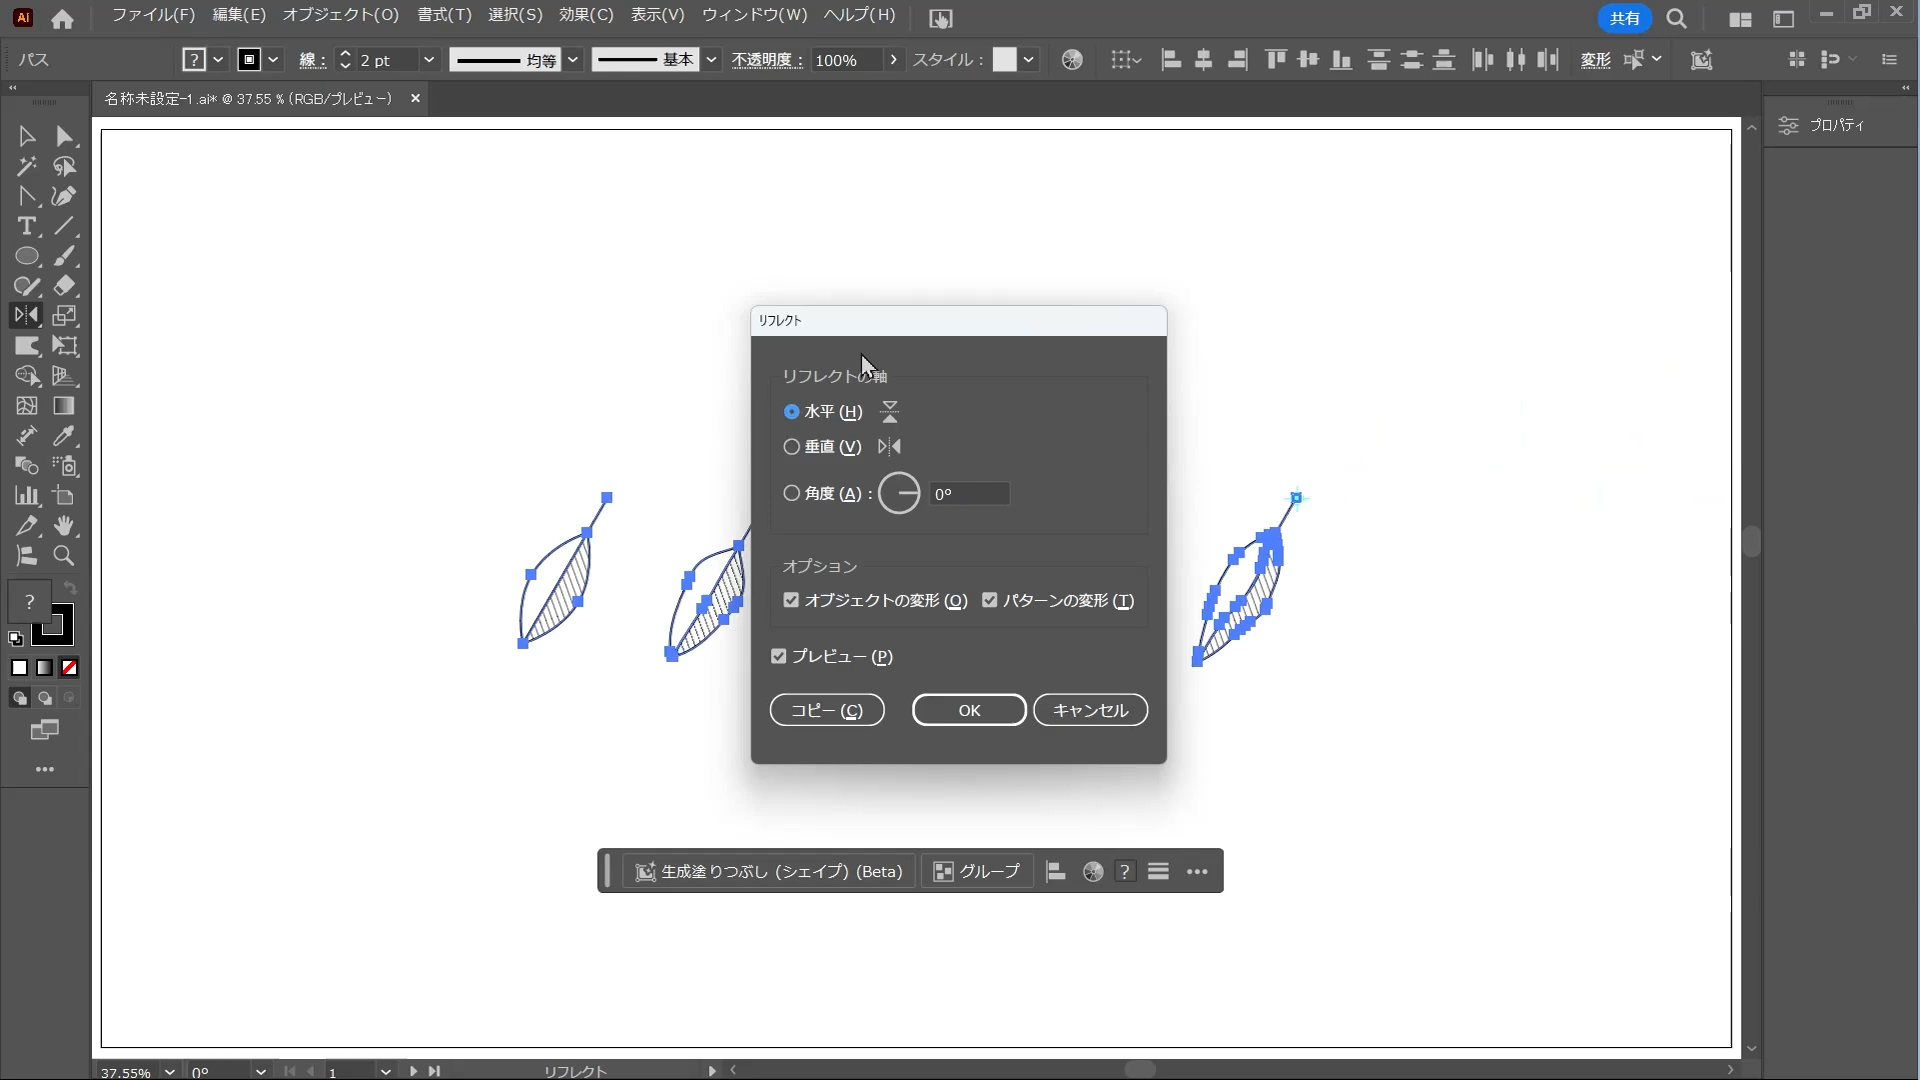 Ai ファイル(F) 編集(E) オブジェクト(O) 書式(T) 選択(S) 効果(C) 表示(V) ウィンドウ(W) ヘルプ(H) 共有
パス ? 線: 2 pt 均等 基本 不透明度: 100% スタイル: 変形
名称未設定-1.ai* @ 37.55 % (RGB/プレビュー) ×
プロパティ
リフレクト
リフレクトの軸
水平 (H)
垂直 (V)
角度 (A) : 0°
オプション
オブジェクトの変形 (O) パターンの変形 (T)
?
プレビュー (P)
コピー (C) OK キャンセル
生成塗りつぶし (シェイプ) (Beta) グループ ?
37.55% 0° 1 リフレクト